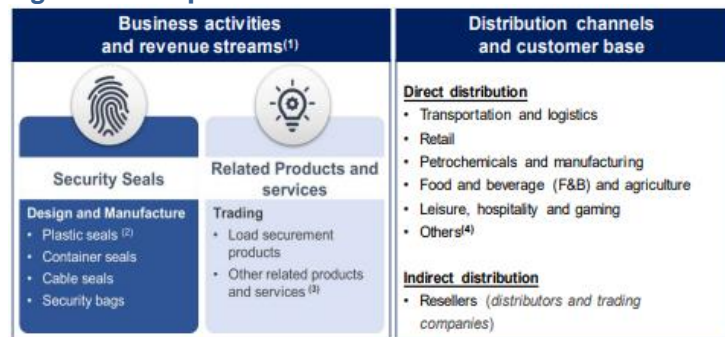 Business activities
and revenue streams(1)
Security Seals
Design and Manufacture
• Plastic seals (2)
• Container seals
• Cable seals
• Security bags
Related Products and
services
Trading
• Load securement
products
• Other related products
and services (3)
Distribution channels
and customer base
Direct distribution
• Transportation and logistics
• Retail
• Petrochemicals and manufacturing
• Food and beverage (F&B) and agriculture
• Leisure, hospitality and gaming
• Others(4)
Indirect distribution
• Resellers (distributors and trading
companies)